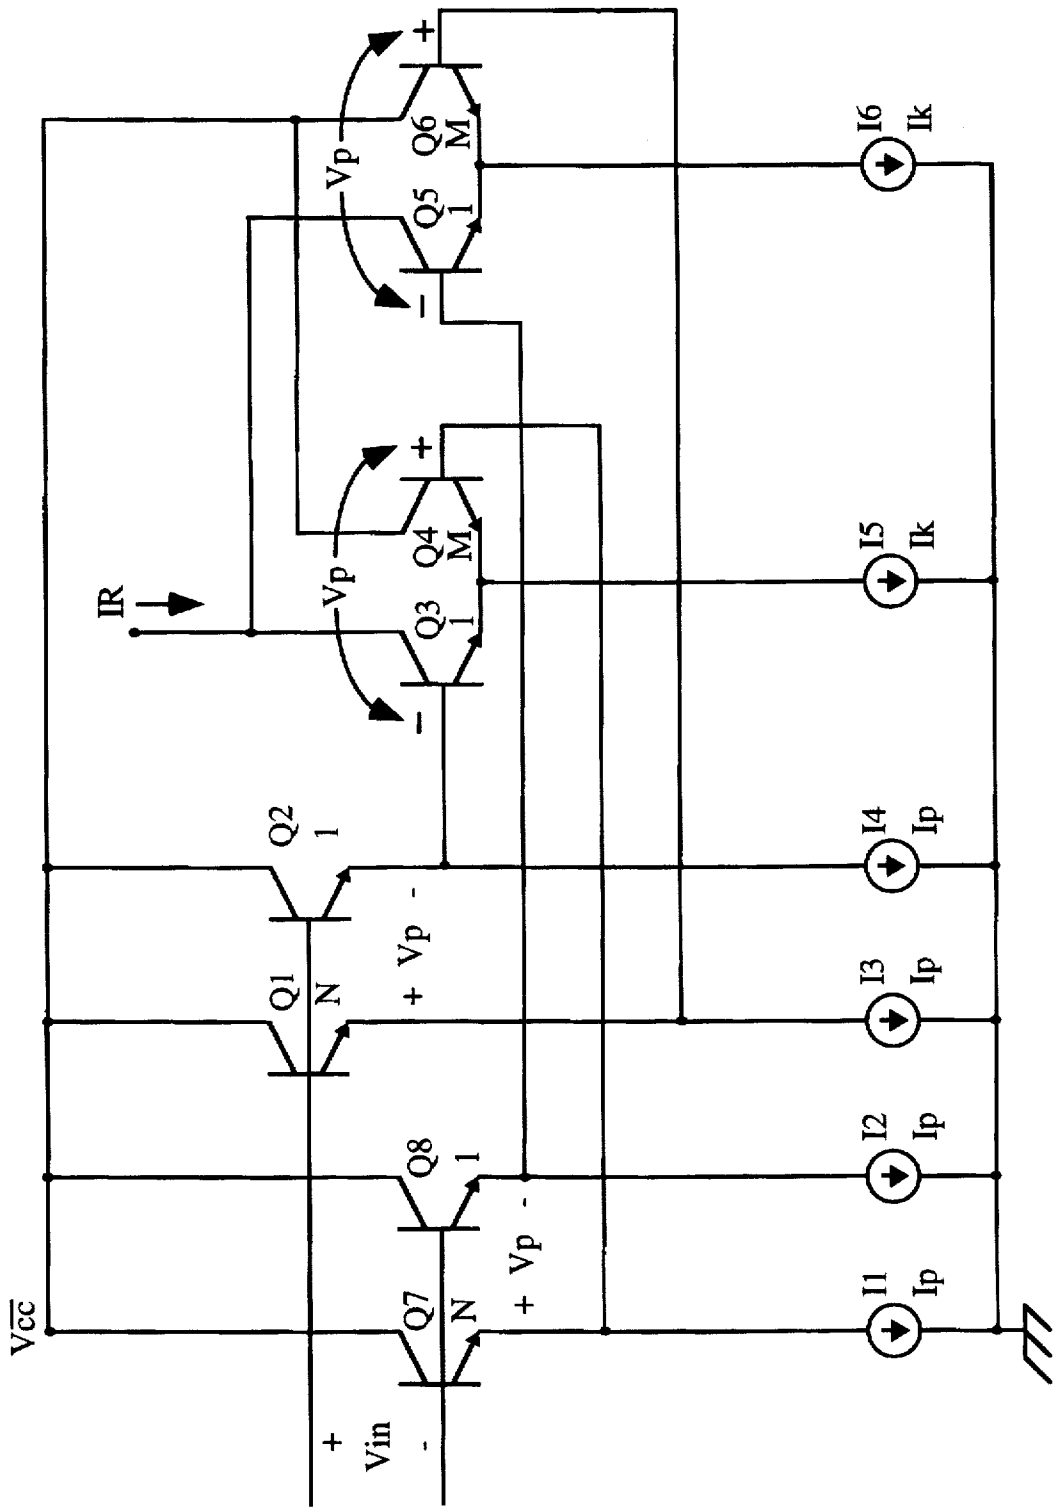 Vcc
+
Vin
-
Q7
N
Q8
1
+ Vp -
Q1
N
Q2
1
+ Vp -
IR
-
Vp
+
Q3
1
Q4
M
-
Vp
+
Q5
1
Q6
M
I1
Ip
I2
Ip
I3
Ip
I4
Ip
I5
Ik
I6
Ik